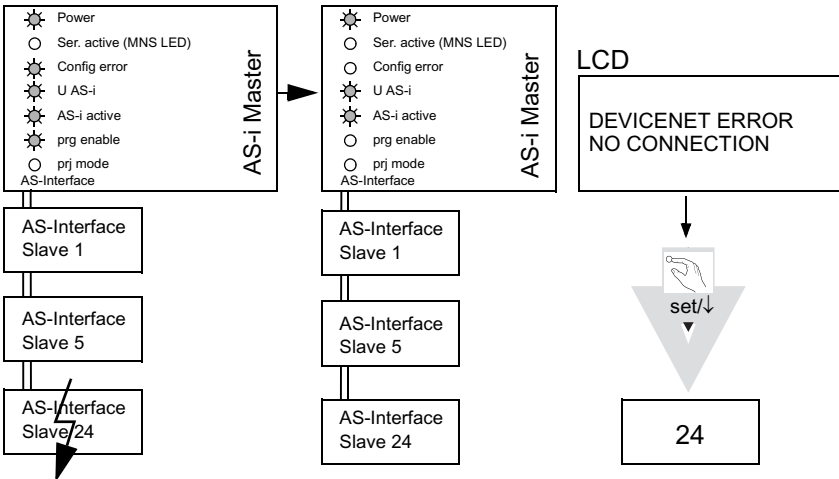 Power
Ser. active (MNS LED)
Config error
U AS-i
AS-i active
prg enable
prj mode
AS-Interface
AS-i Master
AS-Interface
Slave 1
AS-Interface
Slave 5
AS-Interface
Slave 24
Power
Ser. active (MNS LED)
Config error
U AS-i
AS-i active
prg enable
prj mode
AS-Interface
AS-i Master
AS-Interface
Slave 1
AS-Interface
Slave 5
AS-Interface
Slave 24
LCD
DEVICENET ERROR
NO CONNECTION
set/↓
24